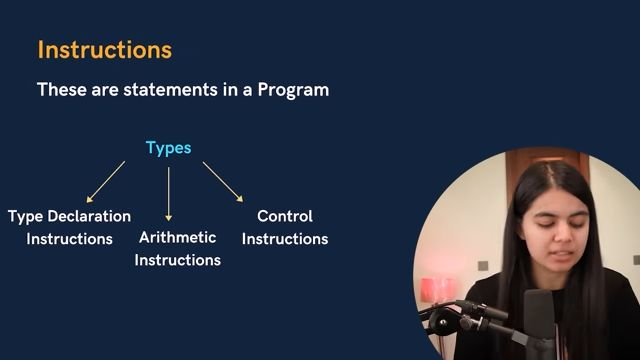 Instructions
These are statements in a Program
Types
Type Declaration
Instructions
Arithmetic
Instructions
Control
Instructions